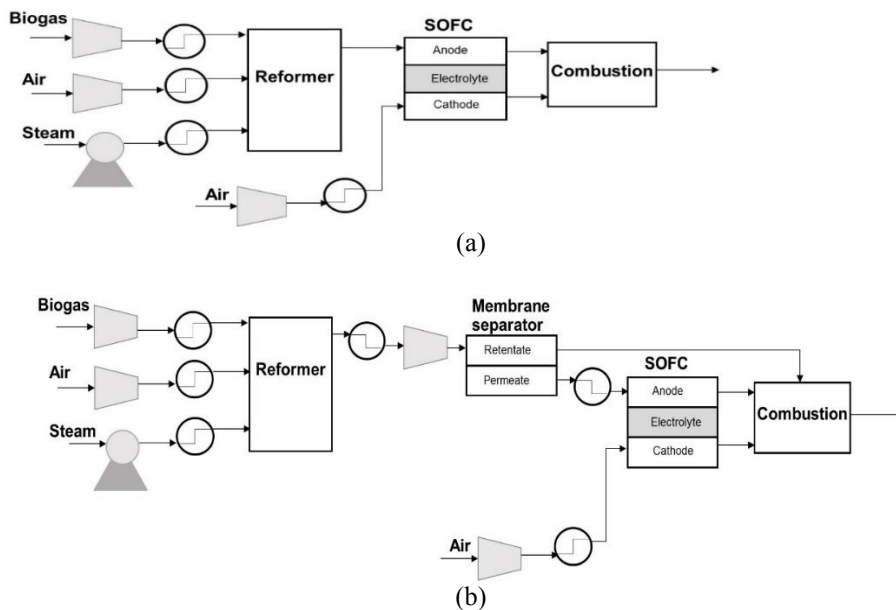 Biogas
Air
Steam
Reformer
Air
SOFC
Anode
Electrolyte
Cathode
Combustion
(a)
Biogas
Air
Steam
Reformer
Membrane
separator
Retentate
Permeate
SOFC
Anode
Electrolyte
Cathode
Combustion
Air
(b)